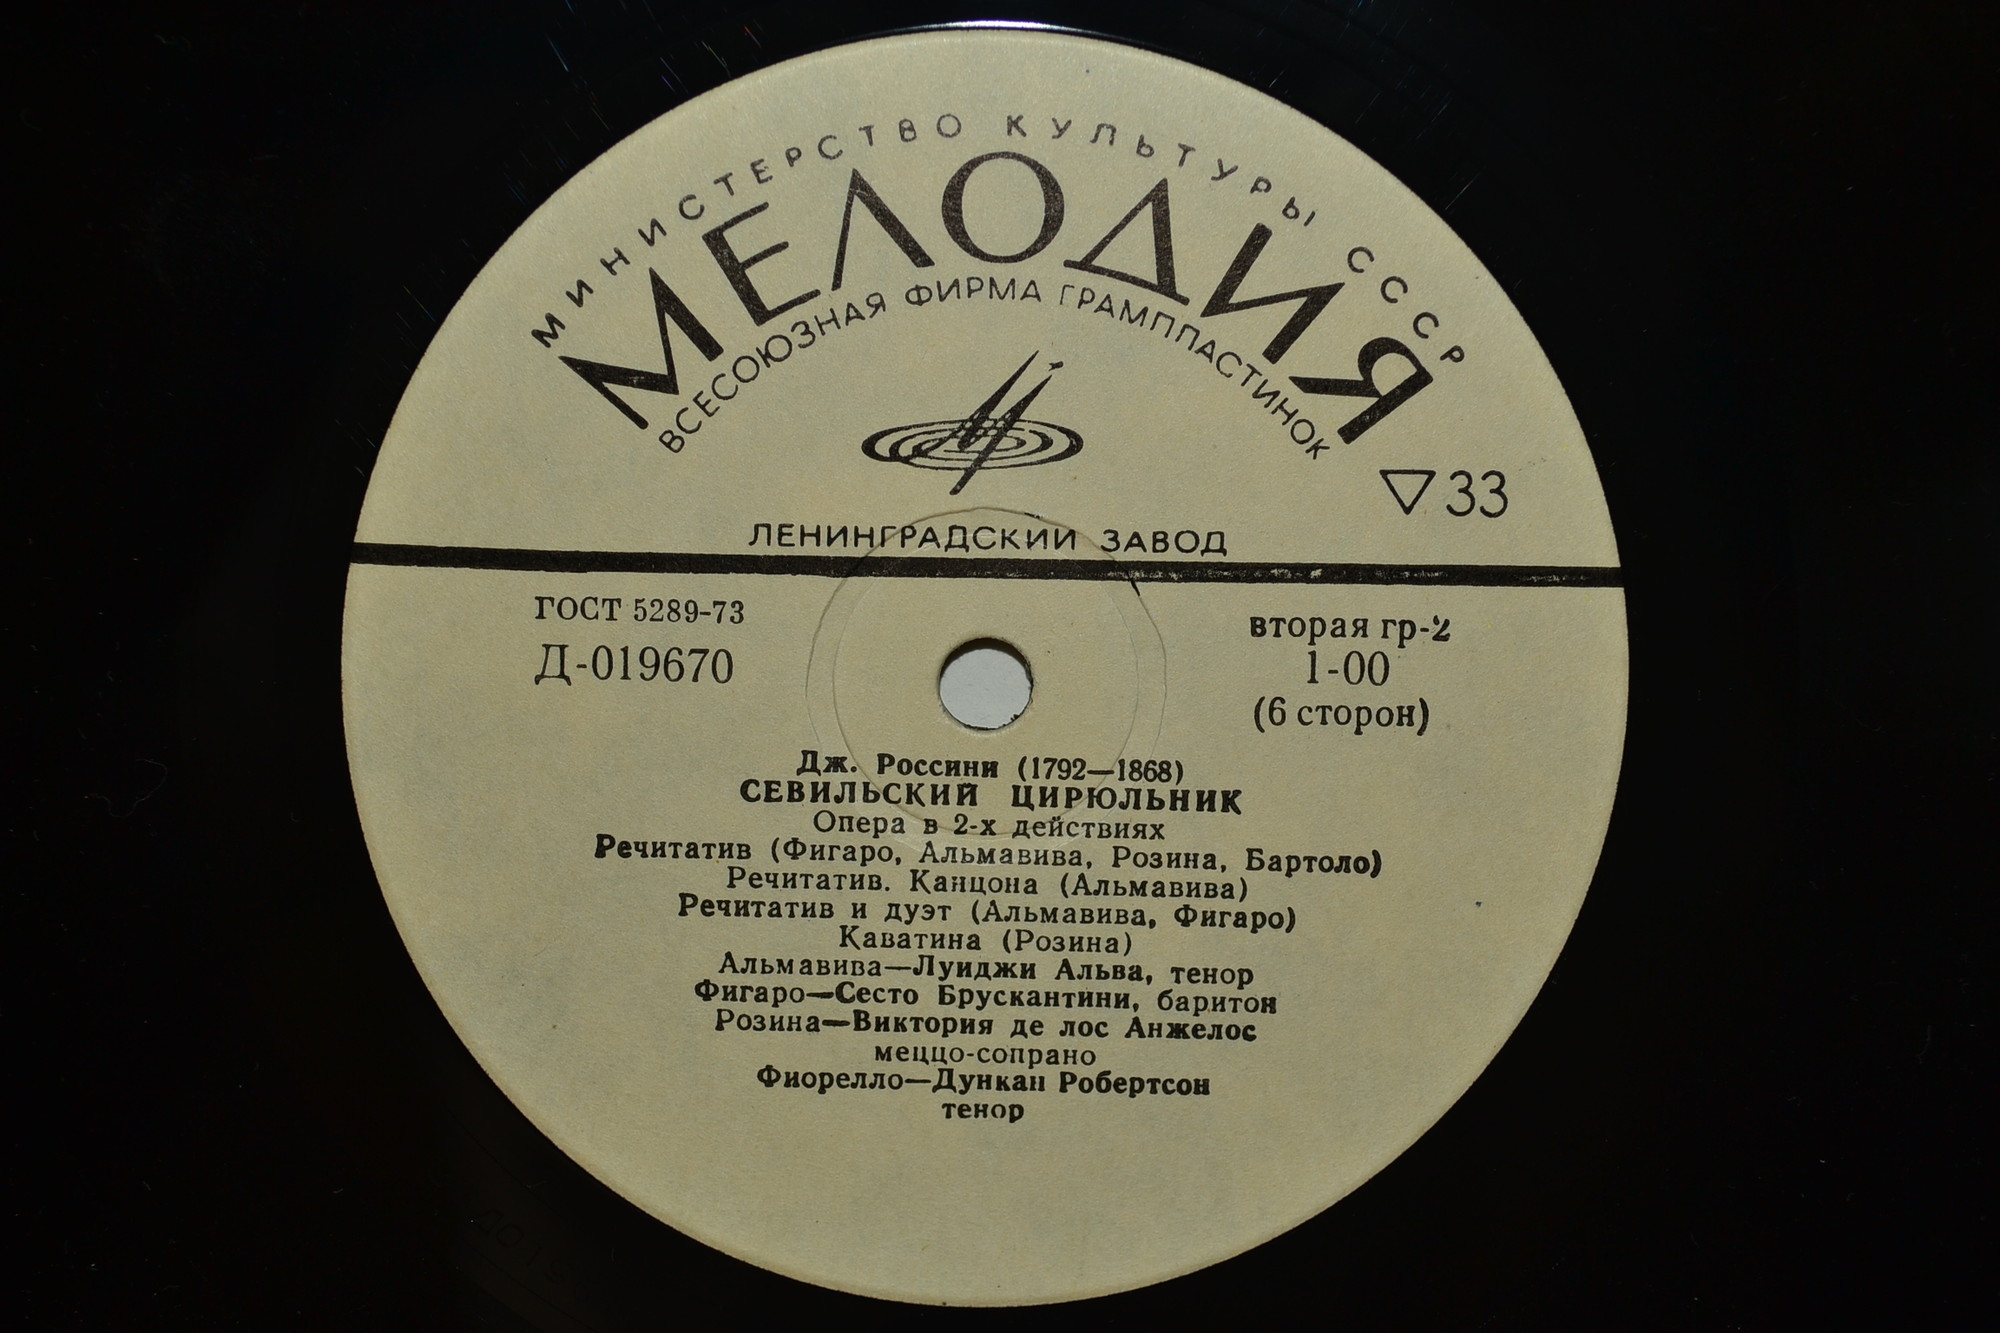 МИНИСТЕРСТВО КУЛЬТУРЫ СССР
МЕЛОДИЯ
ВСЕСОЮЗНАЯ ФИРМА ГРАМПЛАСТИНОК
▽33
ЛЕНИНГРАДСКИЙ ЗАВОД
ГОСТ 5289-73
Д-019670
вторая гр-2
1-00
(6 сторон)
Дж. Россини (1792—1868)
СЕВИЛЬСКИЙ ЦИРЮЛЬНИК
Опера в 2-х действиях
Речитатив (Фигаро, Альмавива, Розина, Бартоло)
Речитатив. Канцона (Альмавива)
Речитатив и дуэт (Альмавива, Фигаро)
Каватина (Розина)
Альмавива—Луиджи Альва, тенор
Фигаро—Сесто Брускантини, баритон
Розина—Виктория де лос Анжелос
меццо-сопрано
Фиорелло—Дункан Робертсон
тенор